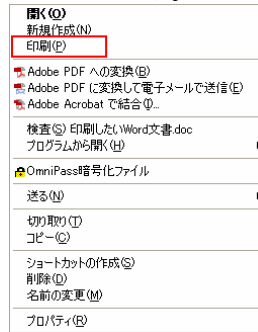 開く(O)
新規作成(N)
印刷(P)
Adobe PDF への変換(B)
Adobe PDF に変換して電子メールで送信(E)
Adobe Acrobat で結合(I)...
検査(S) 印刷したいWord文書.doc
プログラムから開く(H)
OmniPass暗号化ファイル
送る(N)
切り取り(T)
コピー(C)
ショートカットの作成(S)
削除(D)
名前の変更(M)
プロパティ(R)